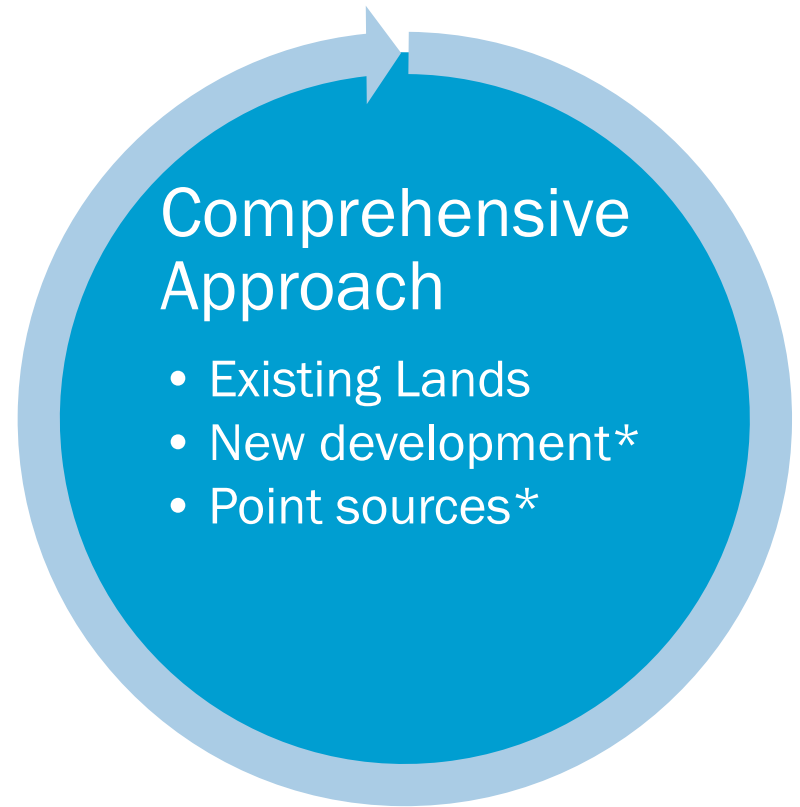 Comprehensive
Approach
• Existing Lands
• New development*
• Point sources*